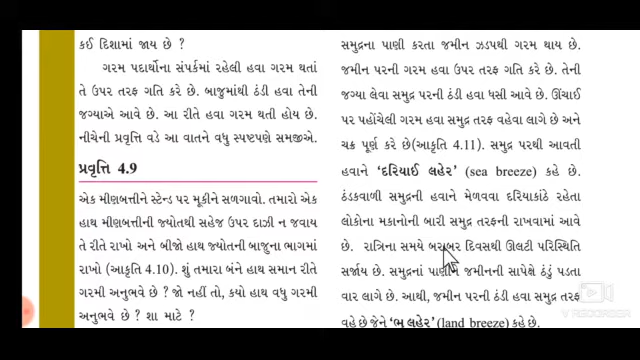 કઈ દિશામાં જાય છે ?
ગરમ પદાર્થોના સંપર્કમાં રહેલી હવા ગરમ થતાં
તે ઉપર તરફ ગતિ કરે છે. બાજુમાંથી ઠંડી હવા તેની
જગ્યાએ આવે છે. આ રીતે હવા ગરમ થતી હોય છે.
નીચેની પ્રવૃત્તિ વડે આ વાતને વધુ સ્પષ્ટપણે સમજીએ.
પ્રવૃત્તિ 4.9
એક મીણબત્તીને સ્ટેન્ડ પર મૂકીને સળગાવો. તમારો એક
હાથ મીણબત્તીની જ્યોતથી સહેજ ઉપર દાઝી ન જવાય
તે રીતે રાખો અને બીજો હાથ જ્યોતની બાજુના ભાગમાં
રાખો (આકૃતિ 4.10). શું તમારા બંને હાથ સમાન રીતે
ગરમી અનુભવે છે ? જો નહીં તો, કયો હાથ વધુ ગરમી
અનુભવે છે ? શા માટે ?
સમુદ્રના પાણી કરતા જમીન ઝડપથી ગરમ થાય છે.
જમીન પરની ગરમ હવા ઉપર તરફ ગતિ કરે છે. તેની
જગ્યા લેવા સમુદ્ર પરની ઠંડી હવા ધસી આવે છે. ઊંચાઈ
પર પહોંચેલી ગરમ હવા સમુદ્ર તરફ વહેવા લાગે છે અને
ચક્ર પૂર્ણ કરે છે (આકૃતિ 4.11). સમુદ્ર પરથી આવતી
હવાને ‘દરિયાઈ લહેર’ (sea breeze) કહે છે.
ઠંડકવાળી સમુદ્રની હવાને મેળવવા દરિયાકાંઠે રહેતા
લોકોના મકાનોની બારી સમુદ્ર તરફની રાખવામાં આવે
છે. રાત્રિના સમયે બરાબર દિવસથી ઊલટી પરિસ્થિતિ
સર્જાય છે. સમુદ્રનાં પાણીને જમીનની સાપેક્ષે ઠંડું પડતા
વાર લાગે છે. આથી, જમીન પરની ઠંડી હવા સમુદ્ર તરફ
વહે છે જેને ‘ભૂ લહેર’ (land breeze) કહે છે.